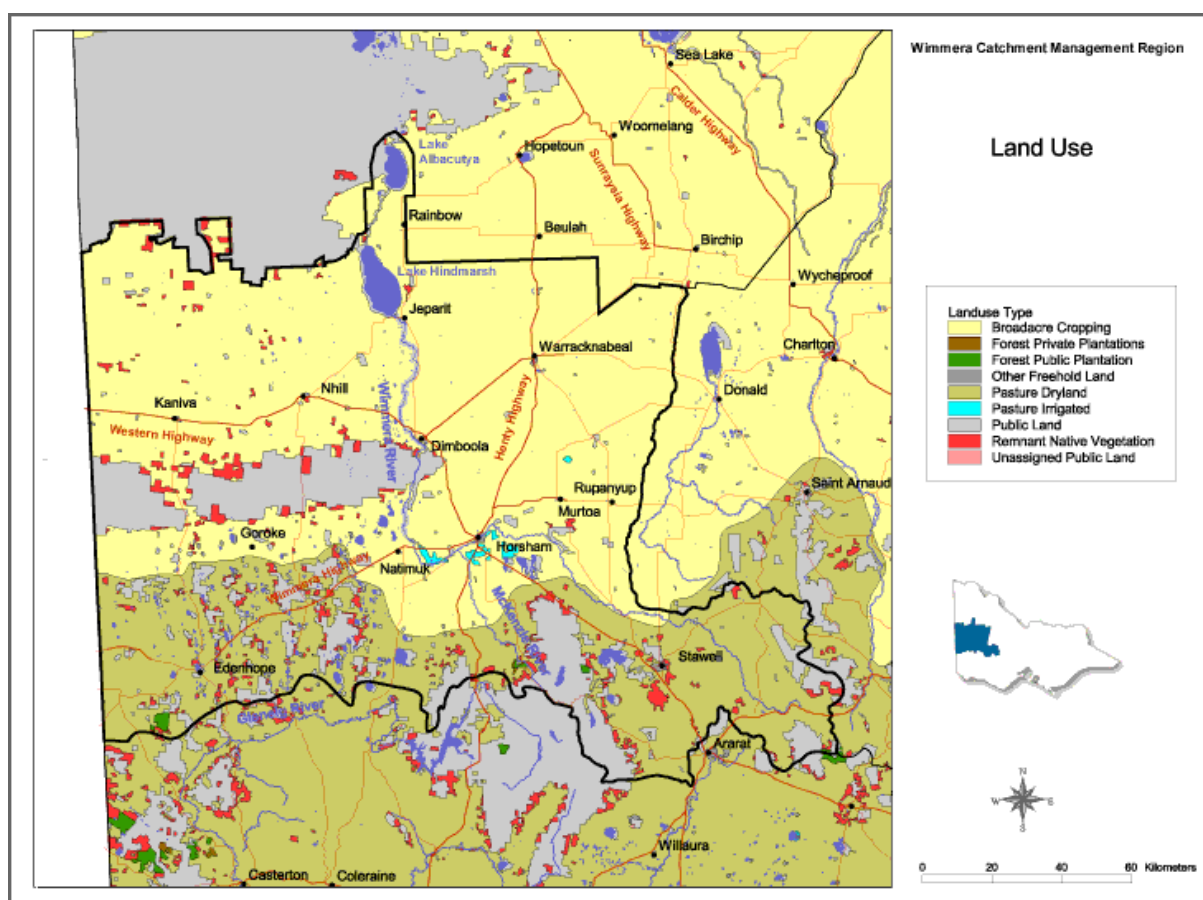 Wimmera Catchment Management Region
Land Use
Sea Lake
Calder Highway
Woomelang
Lake
Albacutya
Hopetoun
Sunraysia Highway
Rainbow
Beulah
Birchip
Lake Hindmarsh
Wycheproof
Jeparit
Warracknabeal
Charlton
Nhill
Donald
Kaniva
Western Highway
Wimmera River
Henty Highway
Dimboola
Rupanyup
Murtoa
Saint Arnaud
Goroke
Horsham
Natimuk
Wimmera Highway
Edenhope
Stawell
Glenelg River
Ararat
Willaura
Casterton
Coleraine
Landuse Type
Broadacre Cropping
Forest Private Plantations
Forest Public Plantation
Other Freehold Land
Pasture Dryland
Pasture Irrigated
Public Land
Remnant Native Vegetation
Unassigned Public Land
N
W
E
S
0 20 40 60 Kilometers